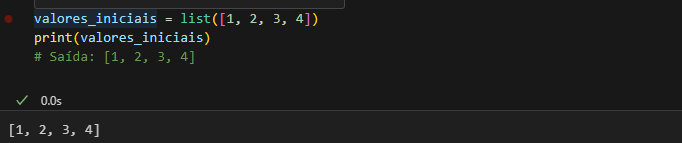 valores_iniciais = list([1, 2, 3, 4])
print(valores_iniciais)
# Saída: [1, 2, 3, 4]
0.0s
[1, 2, 3, 4]